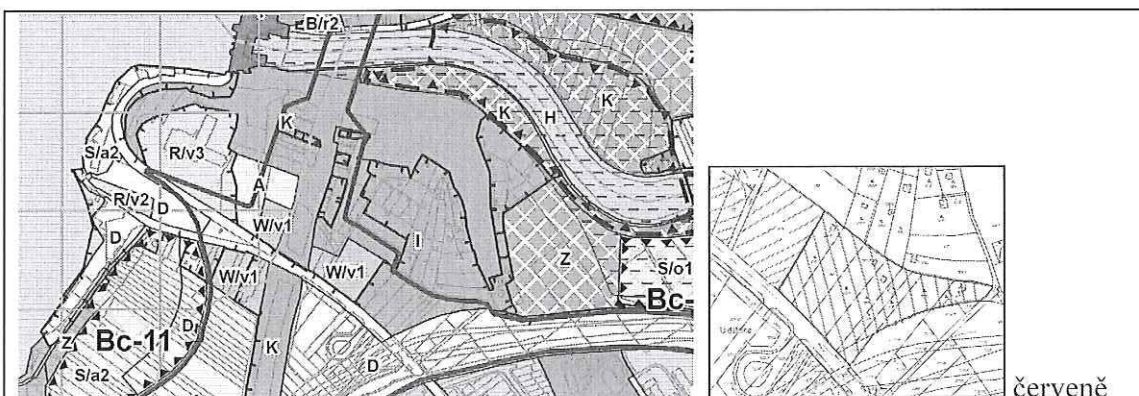 B/r2
K
K
H
K
S/a2
R/v3
A
R/v2
D
W/v1
D
I
Z
S/o1
W/v1
W/v1
Bc-
D
Bc-11
Z
K
D
S/a2
červeně